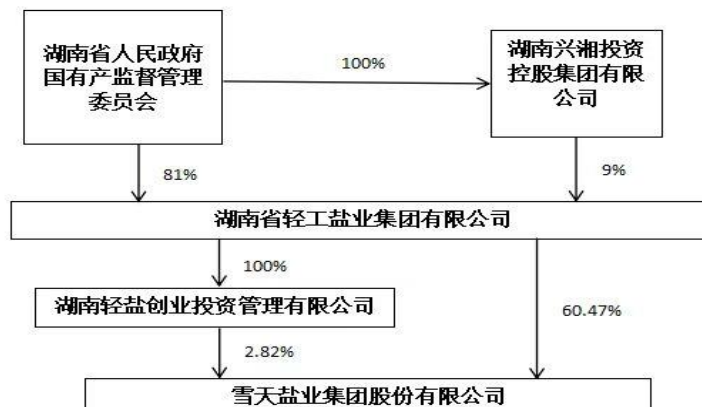 湖南省人民政府
国有产监督管理
委员会
100%
湖南兴湘投资
控股集团有限
公司
81%
9%
湖南省轻工盐业集团有限公司
100%
湖南轻盐创业投资管理有限公司
60.47%
2.82%
雪天盐业集团股份有限公司